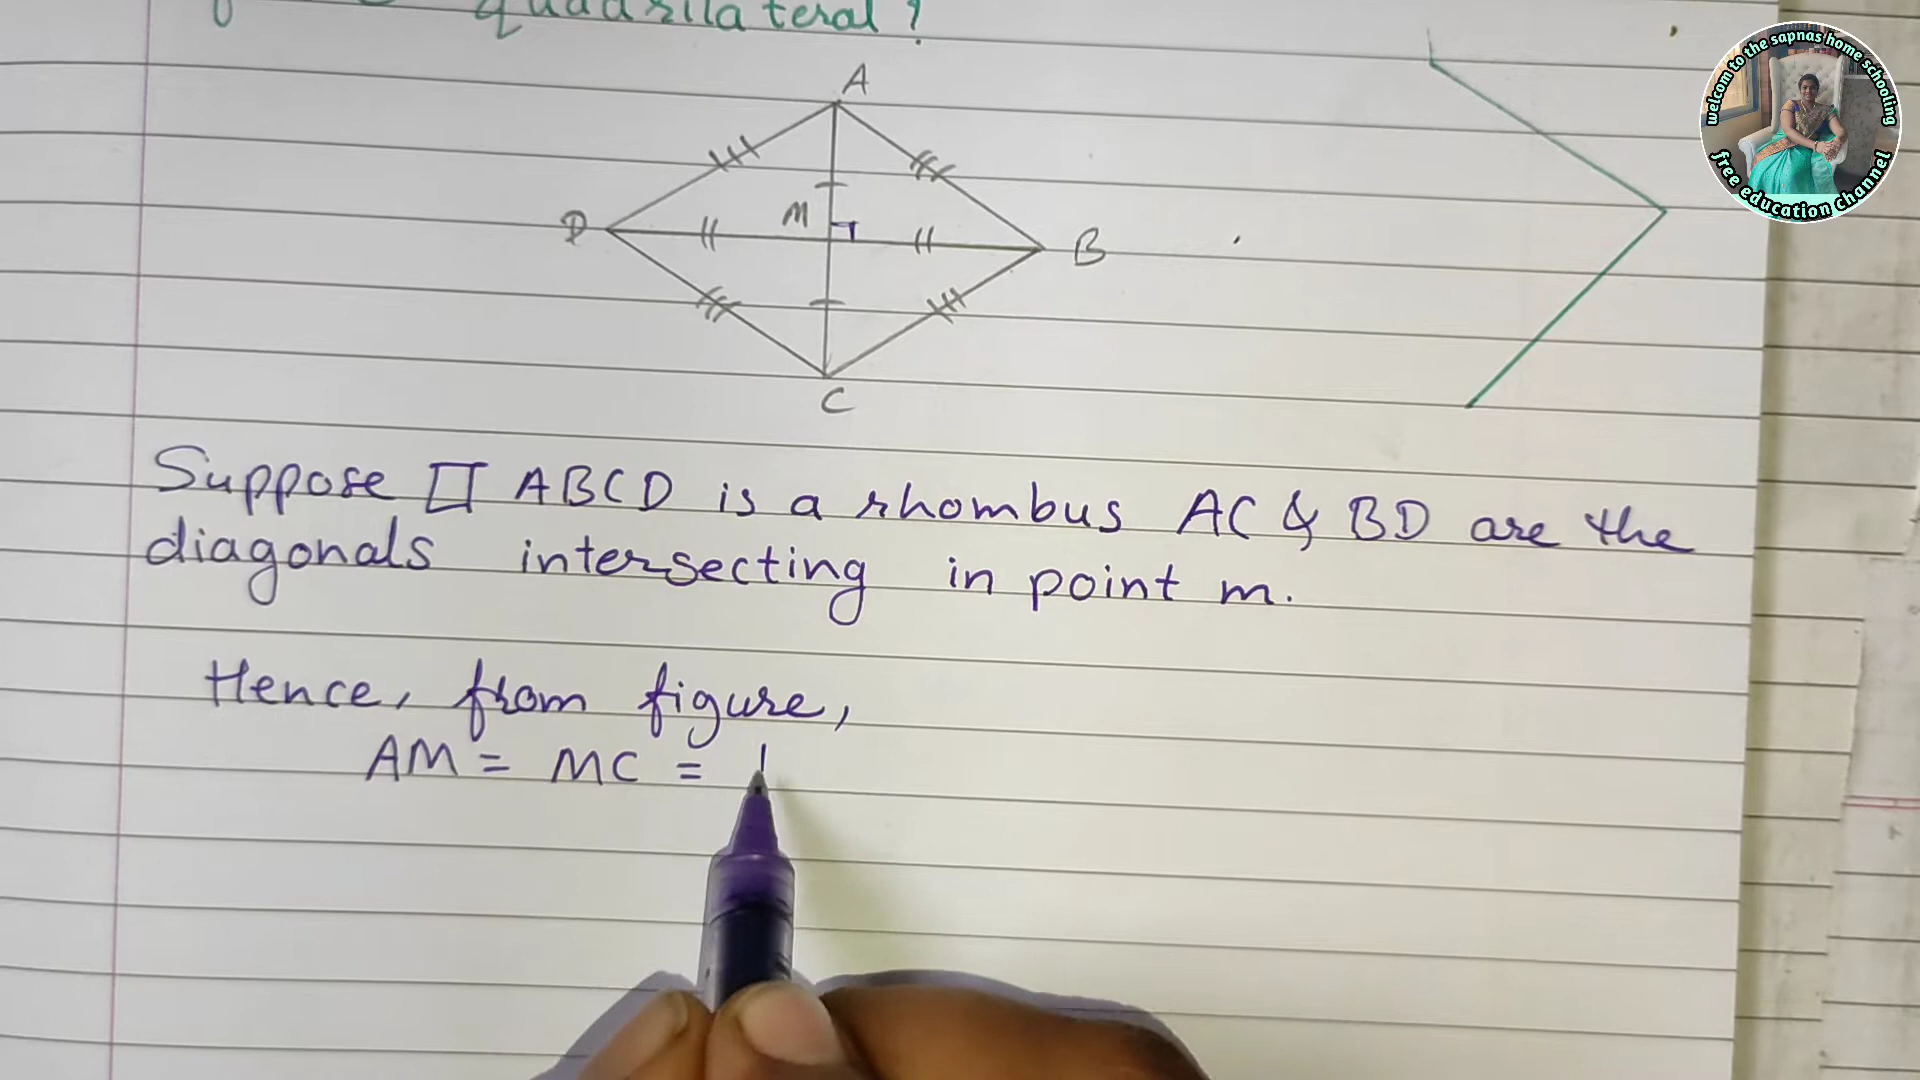 quadrilateral?
A
M
D
B
C
Suppose □ ABCD is a rhombus AC & BD are the
diagonals intersecting in point m.
Hence, from figure,
AM = MC =
welcom to the sapnas home schooling
free education channel